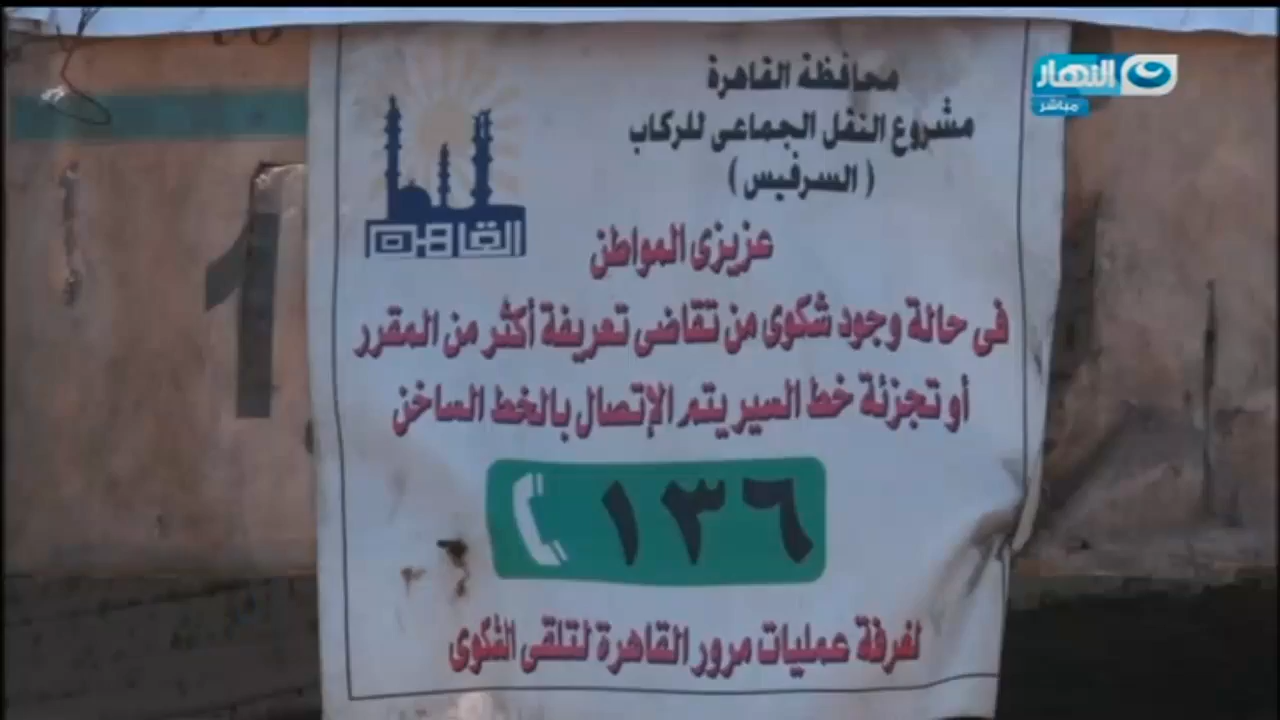 محافظة القاهرة
مشروع النقل الجماعى للركاب
( السرفيس )
القاهرة
عزيزى المواطن
فى حالة وجود شكوى من تقاضى تعريفة أكثر من المقرر
أو تجزئة خط السير يتم الإتصال بالخط الساخن
١٣٦
لغرفة عمليات مرور القاهرة لتلقى الشكوى
النهار
مباشر
1